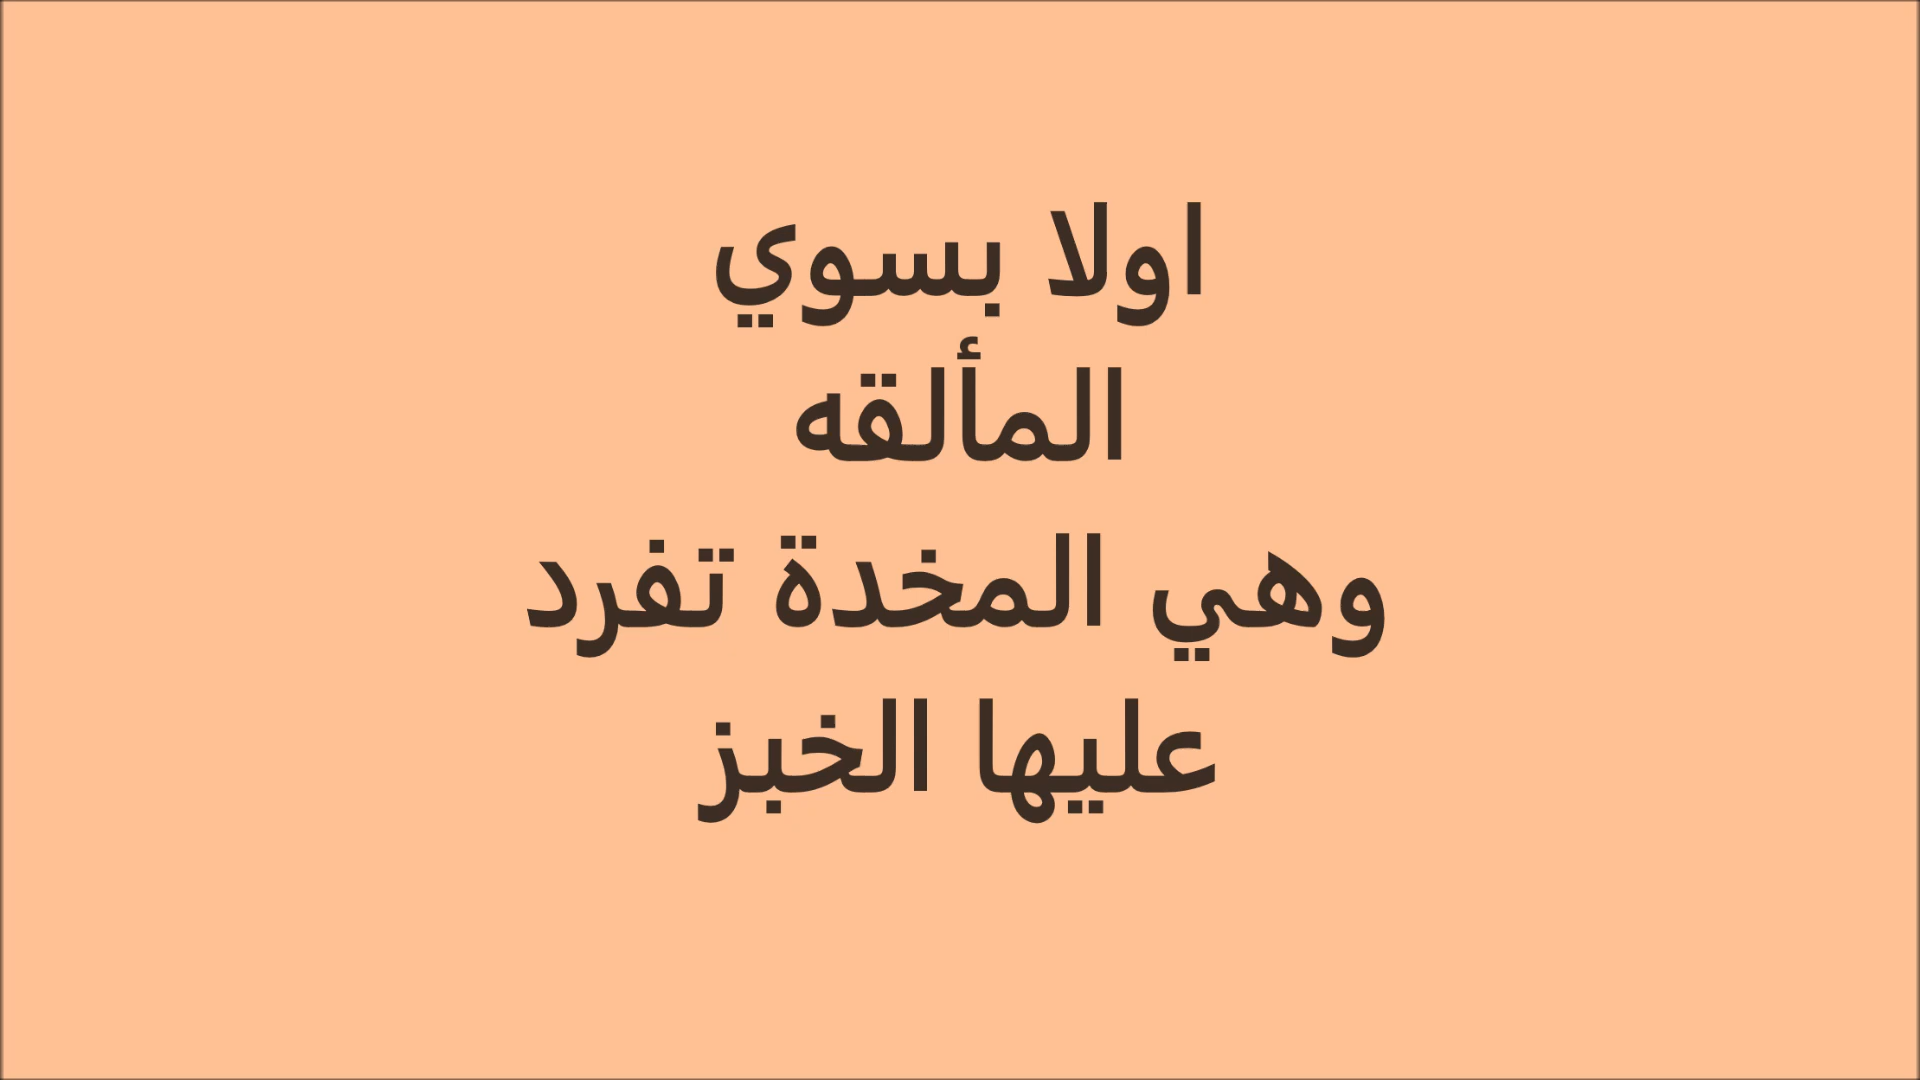 اولا بسوي
المألقه
وهي المخدة تفرد
عليها الخبز